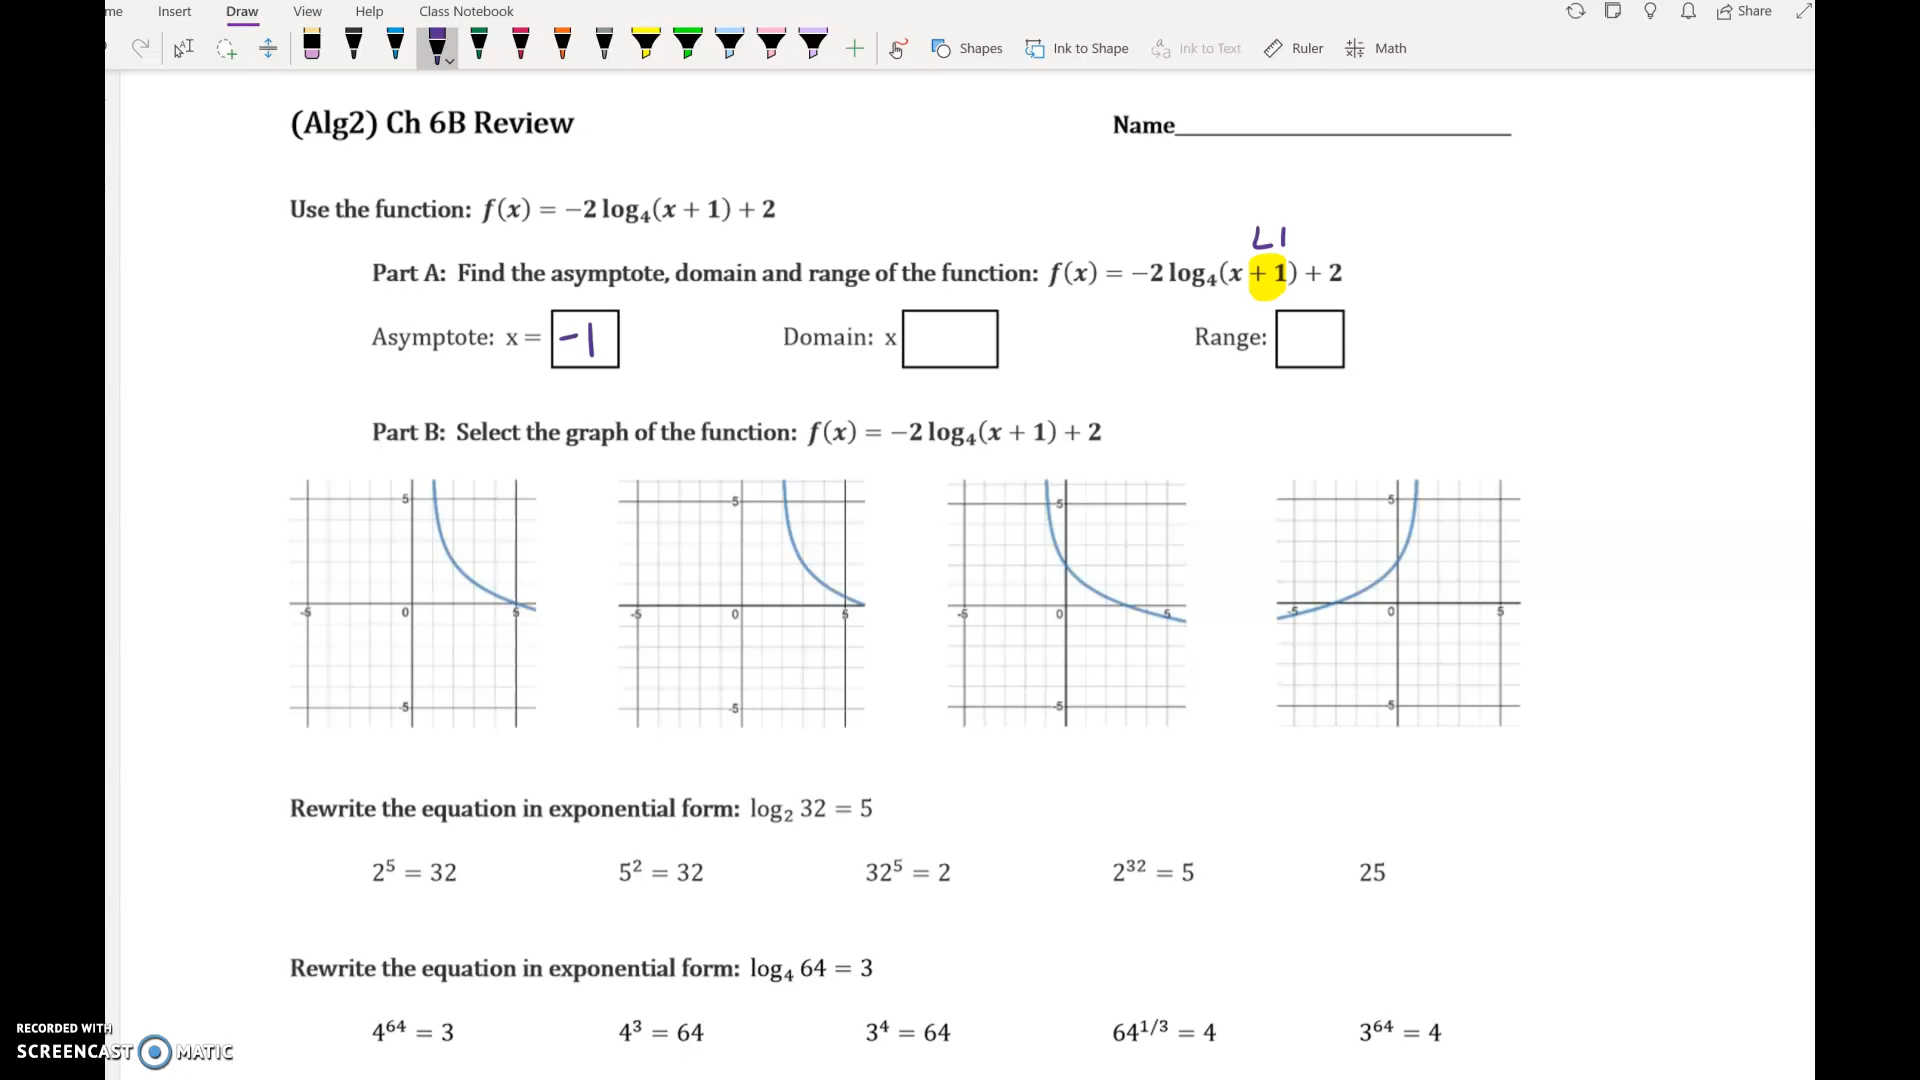 me Insert Draw View Help Class Notebook Share
Shapes Ink to Shape Ink to Text Ruler Math
(Alg2) Ch 6B Review Name
Use the function: f(x) = −2 log₄(x + 1) + 2
L1
Part A: Find the asymptote, domain and range of the function: f(x) = −2 log₄(x + 1) + 2
Asymptote: x = -1 Domain: x Range:
Part B: Select the graph of the function: f(x) = −2 log₄(x + 1) + 2
5 5 5 5
-5 0 5 -5 0 5 -5 0 5 -5 0 5
-5 -5 -5 -5
Rewrite the equation in exponential form: log₂ 32 = 5
2⁵ = 32 5² = 32 32⁵ = 2 2³² = 5 25
Rewrite the equation in exponential form: log₄ 64 = 3
4⁶⁴ = 3 4³ = 64 3⁴ = 64 64¹/³ = 4 3⁶⁴ = 4
RECORDED WITH
SCREENCAST MATIC